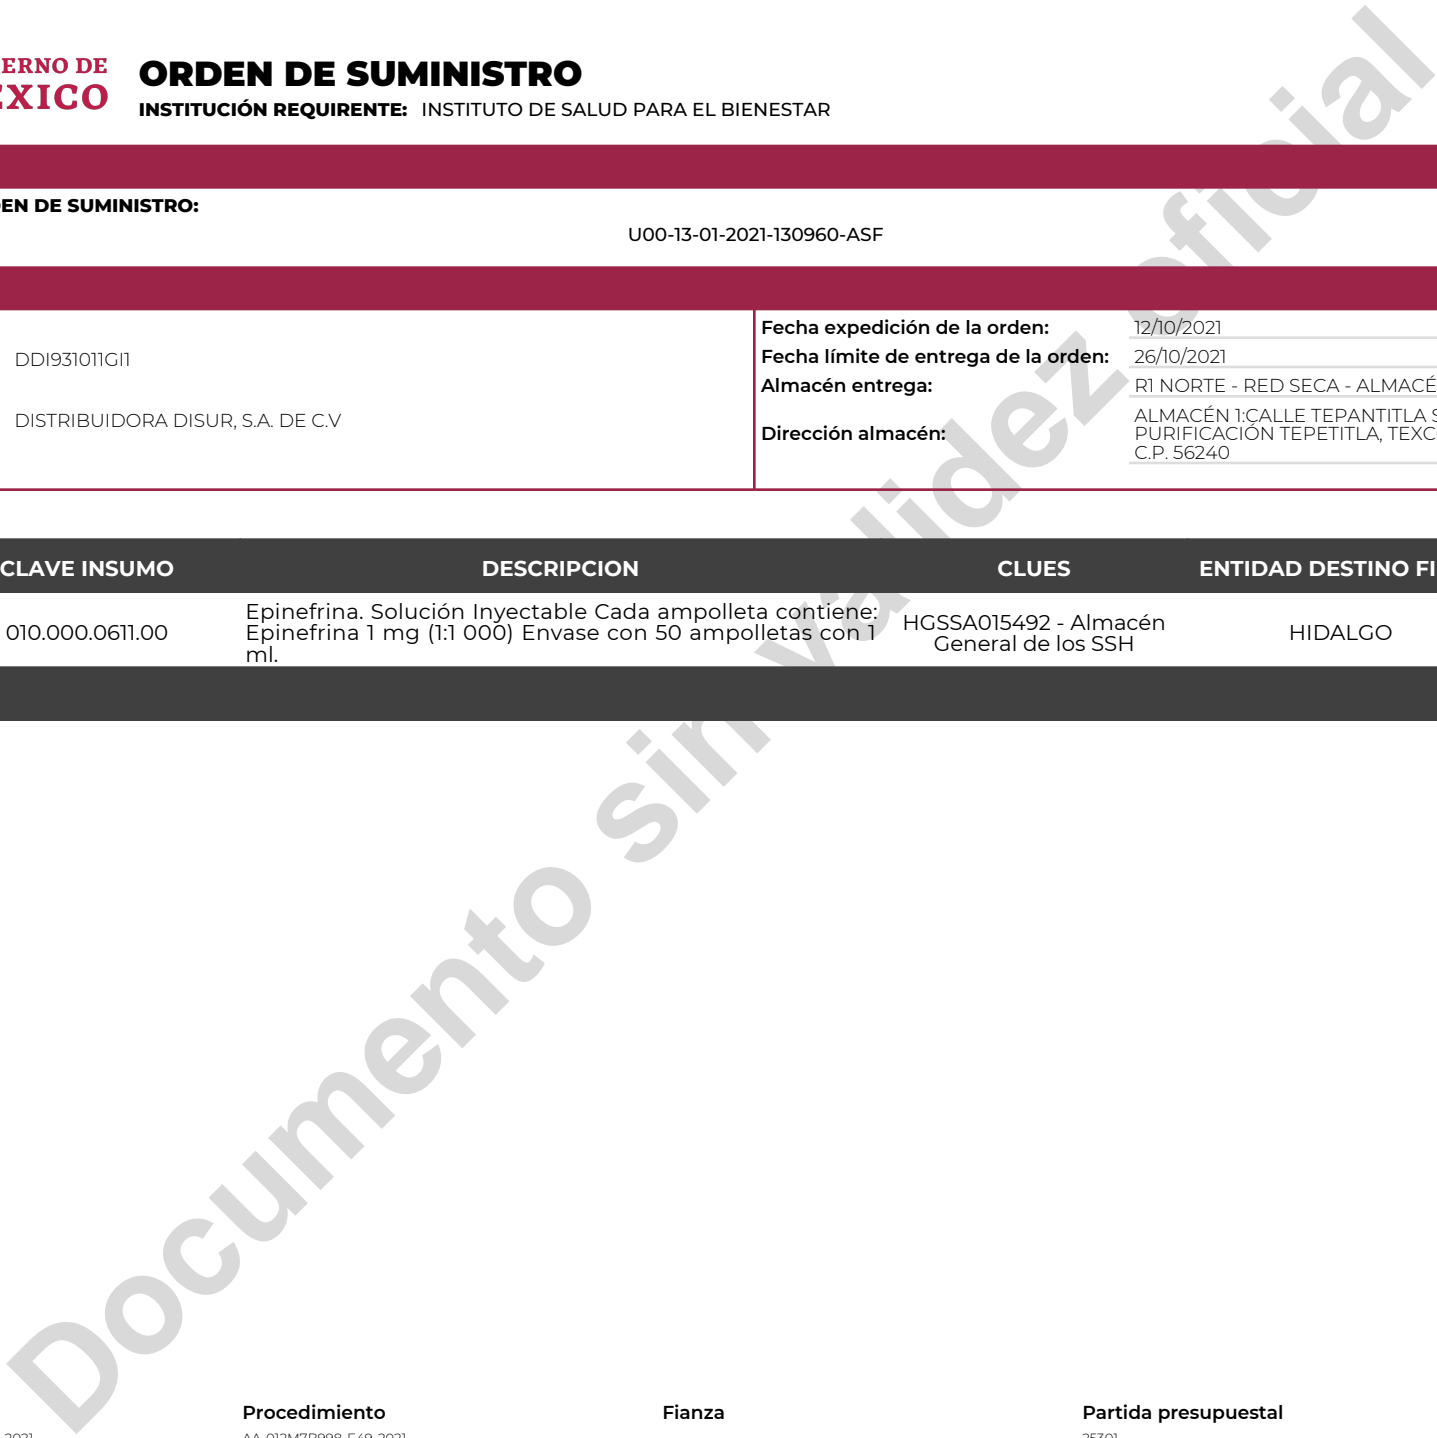 ERNO DE
ORDEN DE SUMINISTRO
INSTITUCIÓN REQUIRENTE: INSTITUTO DE SALUD PARA EL BIENESTAR
EN DE SUMINISTRO:
U00-13-01-2021-130960-ASF
DDI931011GI1
DISTRIBUIDORA DISUR, S.A. DE C.V
Fecha expedición de la orden: 12/10/2021
Fecha límite de entrega de la orden: 26/10/2021
Almacén entrega: R1 NORTE - RED SECA - ALMACÉ
Dirección almacén: ALMACÉN 1:CALLE TEPANTITLA S
PURIFICACIÓN TEPETITLA, TEXC
C.P. 56240
CLAVE INSUMO DESCRIPCION CLUES ENTIDAD DESTINO FI
010.000.0611.00
Epinefrina. Solución Inyectable Cada ampolleta contiene:
Epinefrina 1 mg (1:1 000) Envase con 50 ampolletas con 1
ml.
HGSSA015492 - Almacén
General de los SSH
HIDALGO
Documento sin validez oficial
Procedimiento Fianza Partida presupuestal